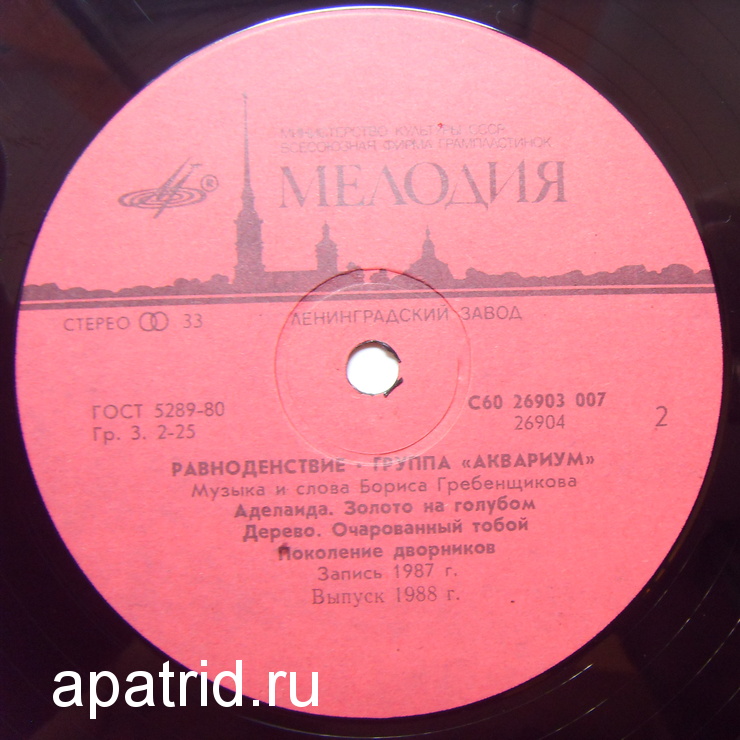 МИНИСТЕРСТВО КУЛЬТУРЫ СССР
ВСЕСОЮЗНАЯ ФИРМА ГРАМПЛАСТИНОК
МЕЛОДИЯ
®
СТЕРЕО 33
ЛЕНИНГРАДСКИЙ ЗАВОД
ГОСТ 5289-80
Гр. 3. 2-25
С60 26903 007
26904
2
РАВНОДЕНСТВИЕ • ГРУППА «АКВАРИУМ»
Музыка и слова Бориса Гребенщикова
Аделаида. Золото на голубом
Дерево. Очарованный тобой
Поколение дворников
Запись 1987 г.
Выпуск 1988 г.
apatrid.ru